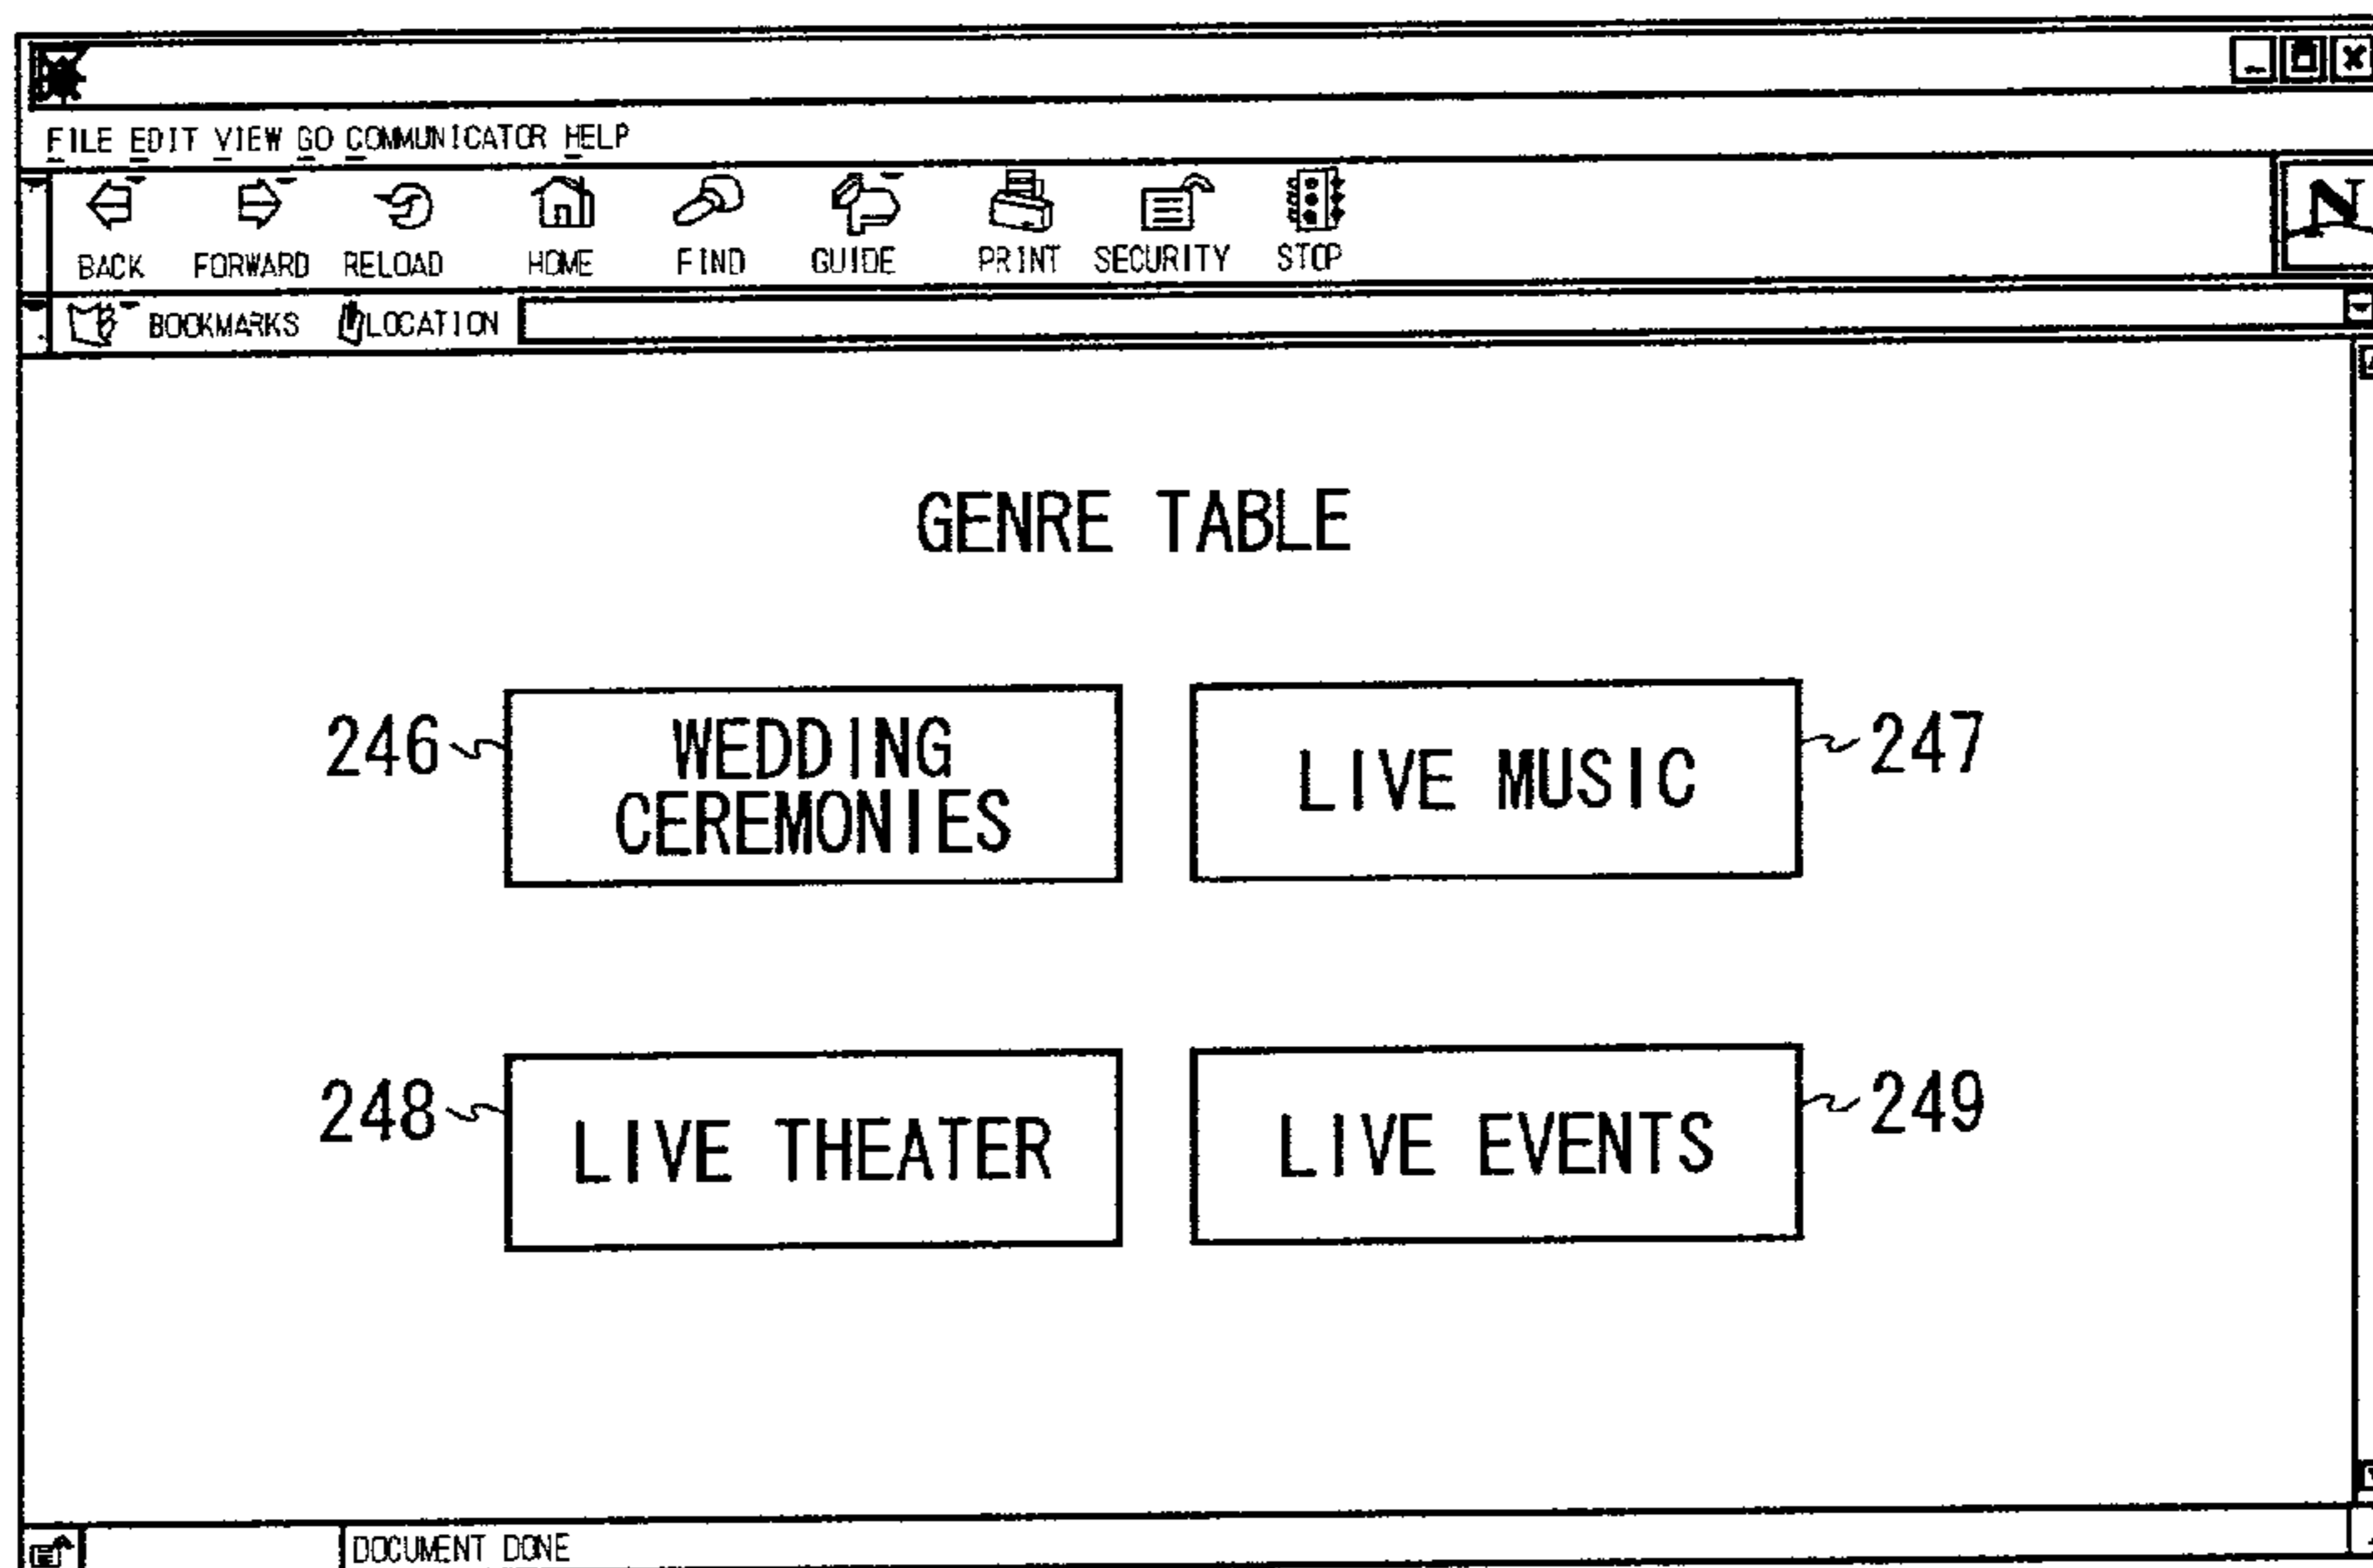 FILE EDIT VIEW GO COMMUNICATOR HELP
BACK FORWARD RELOAD HOME FIND GUIDE PRINT SECURITY STOP
N
BOOKMARKS LOCATION
GENRE TABLE
246 WEDDING CEREMONIES
LIVE MUSIC 247
248 LIVE THEATER
LIVE EVENTS 249
DOCUMENT DONE